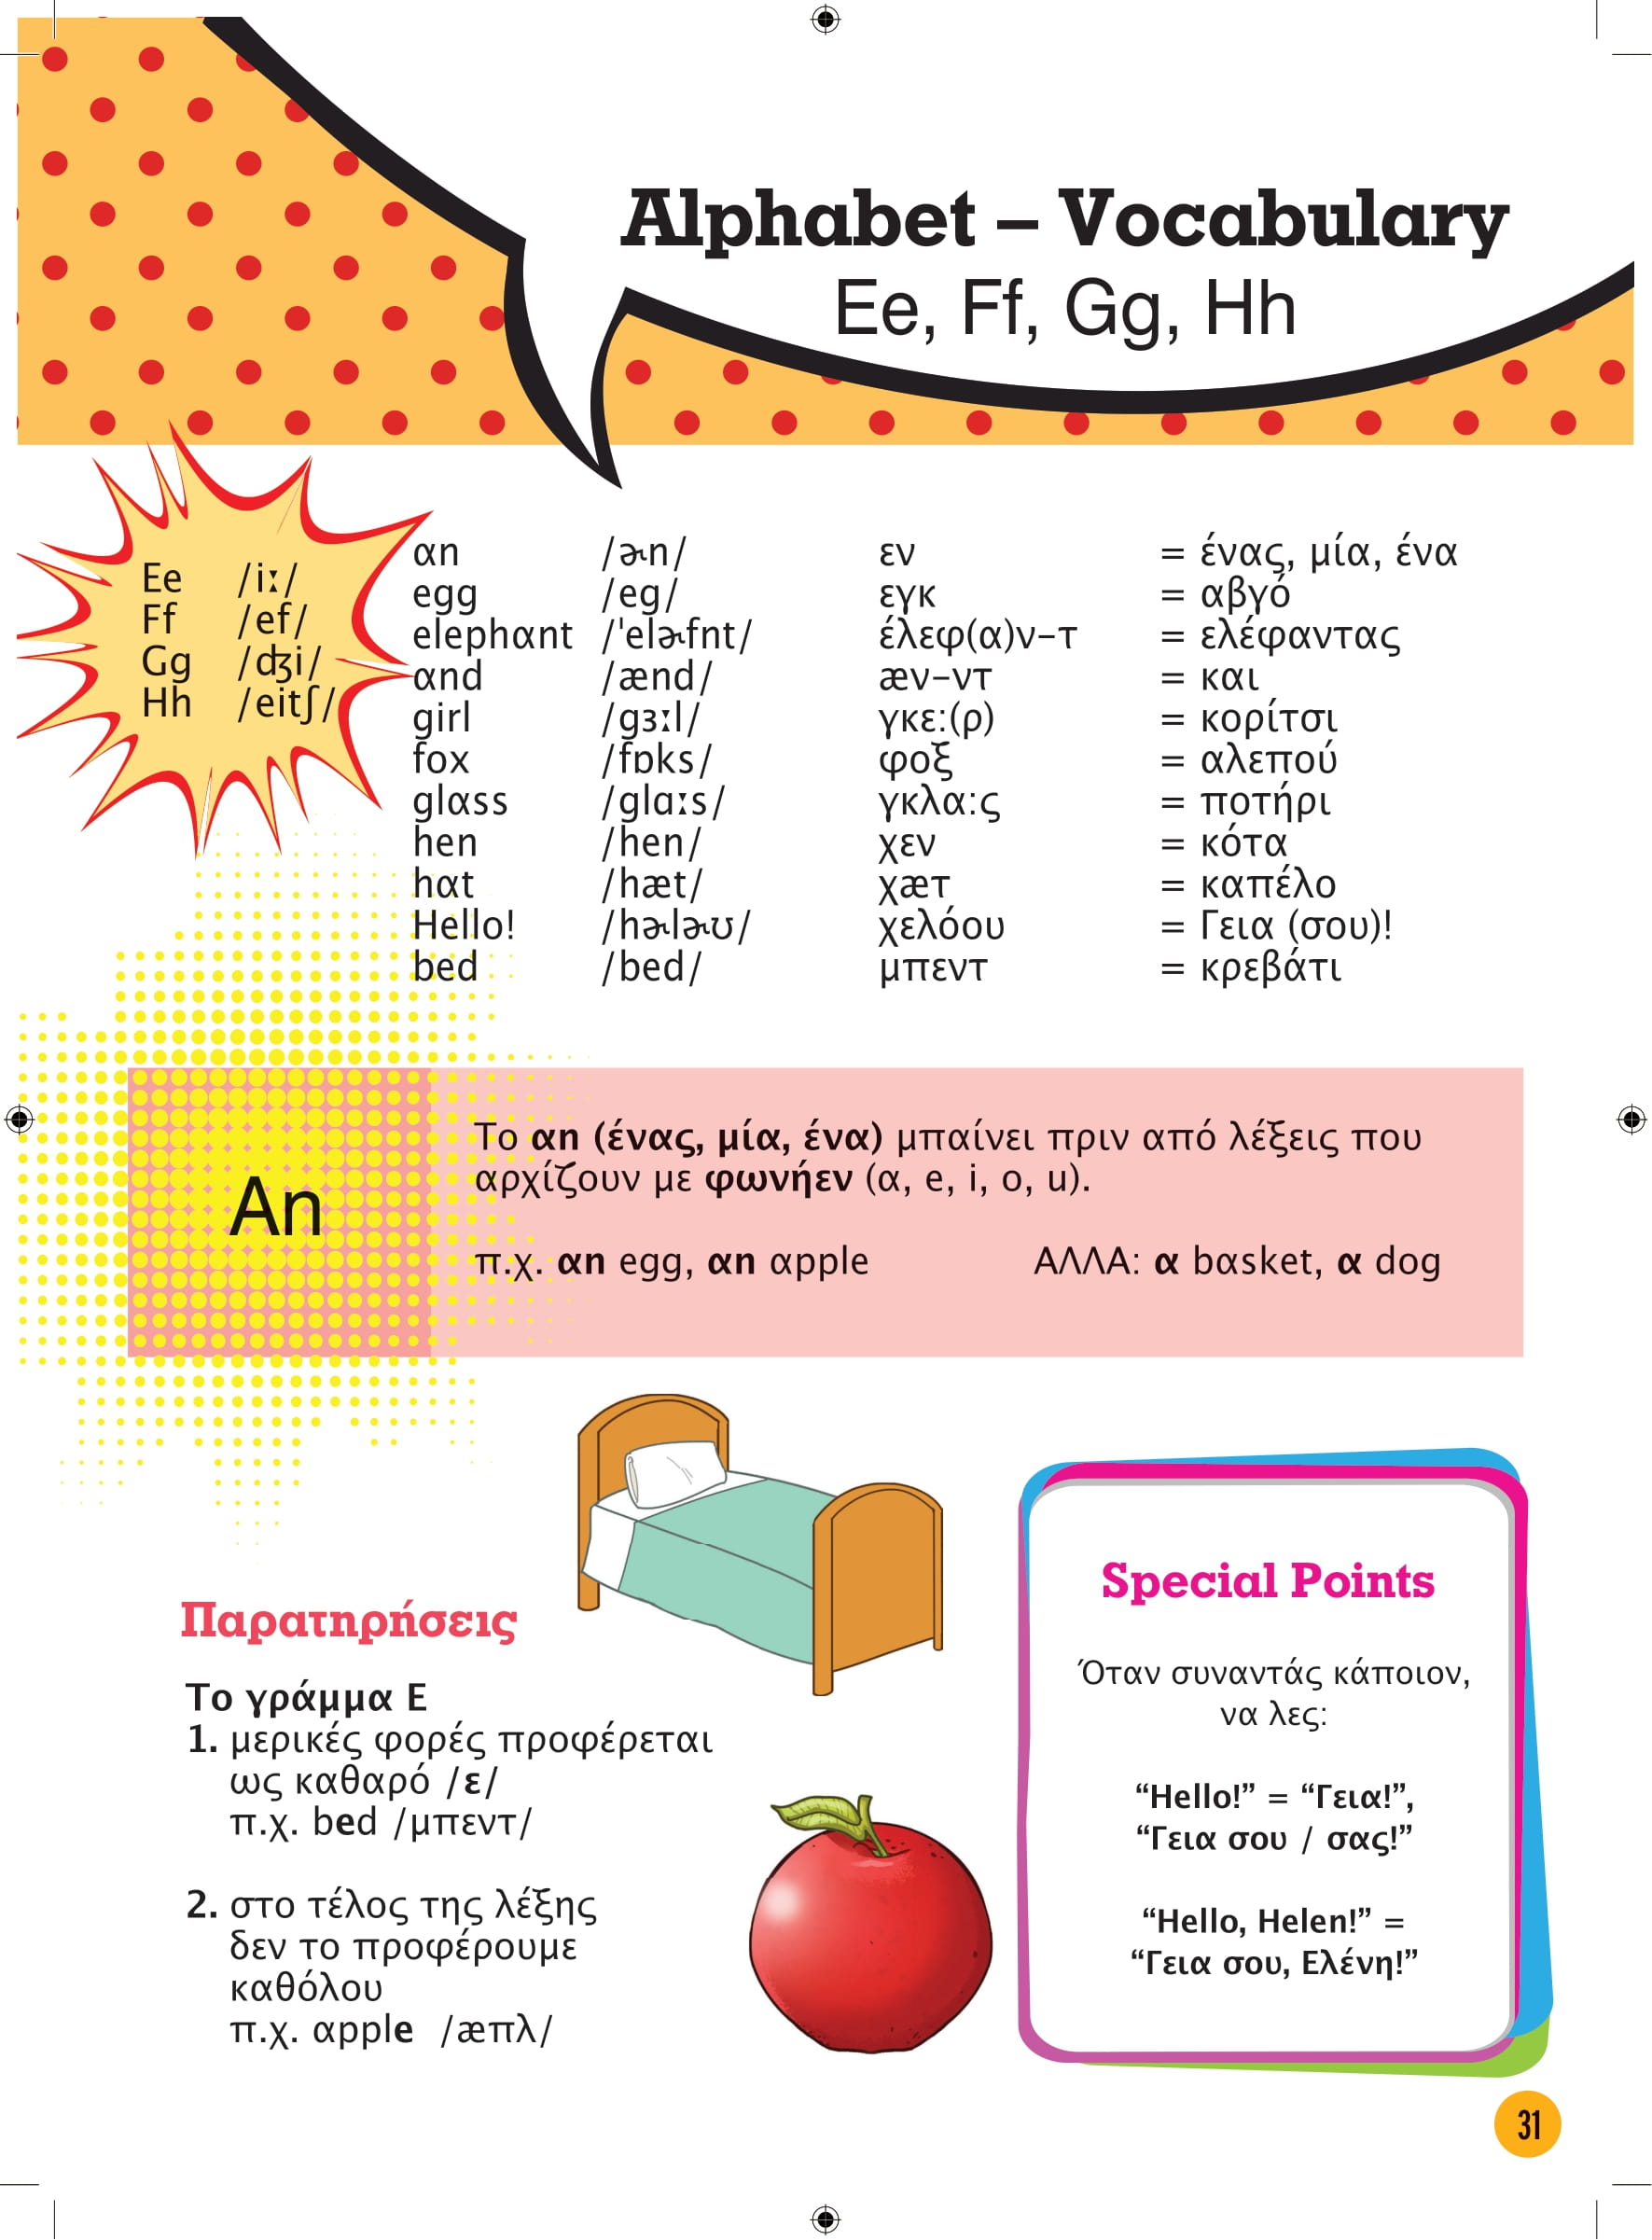 Alphabet – Vocabulary
Ee, Ff, Gg, Hh
Ee /iː/
Ff /ef/
Gg /ʤi/
Hh /eitʃ/
an /ɚn/ εν = ένας, μία, ένα
egg /eg/ εγκ = αβγό
elephant /'elɚfnt/ έλεφ(α)ν–τ = ελέφαντας
and /ænd/ æν–ντ = και
girl /gɜːl/ γκε:(ρ) = κορίτσι
fox /fɒks/ φοξ = αλεπού
glass /glɑːs/ γκλα:ς = ποτήρι
hen /hen/ χεν = κότα
hat /hæt/ χæτ = καπέλο
Hello! /hɚlɚʊ/ χελόου = Γεια (σου)!
bed /bed/ μπεντ = κρεβάτι
An
Το an (ένας, μία, ένα) μπαίνει πριν από λέξεις που
αρχίζουν με φωνήεν (a, e, i, o, u).
π.χ. an egg, an apple ΑΛΛΑ: a basket, a dog
Παρατηρήσεις
Το γράμμα E
1. μερικές φορές προφέρεται
ως καθαρό /ε/
π.χ. bed /μπεντ/
2. στο τέλος της λέξης
δεν το προφέρουμε
καθόλου
π.χ. apple /æπλ/
Special Points
Όταν συναντάς κάποιον,
να λες:
“Hello!” = “Γεια!”,
“Γεια σου / σας!”
“Hello, Helen!” =
“Γεια σου, Ελένη!”
31